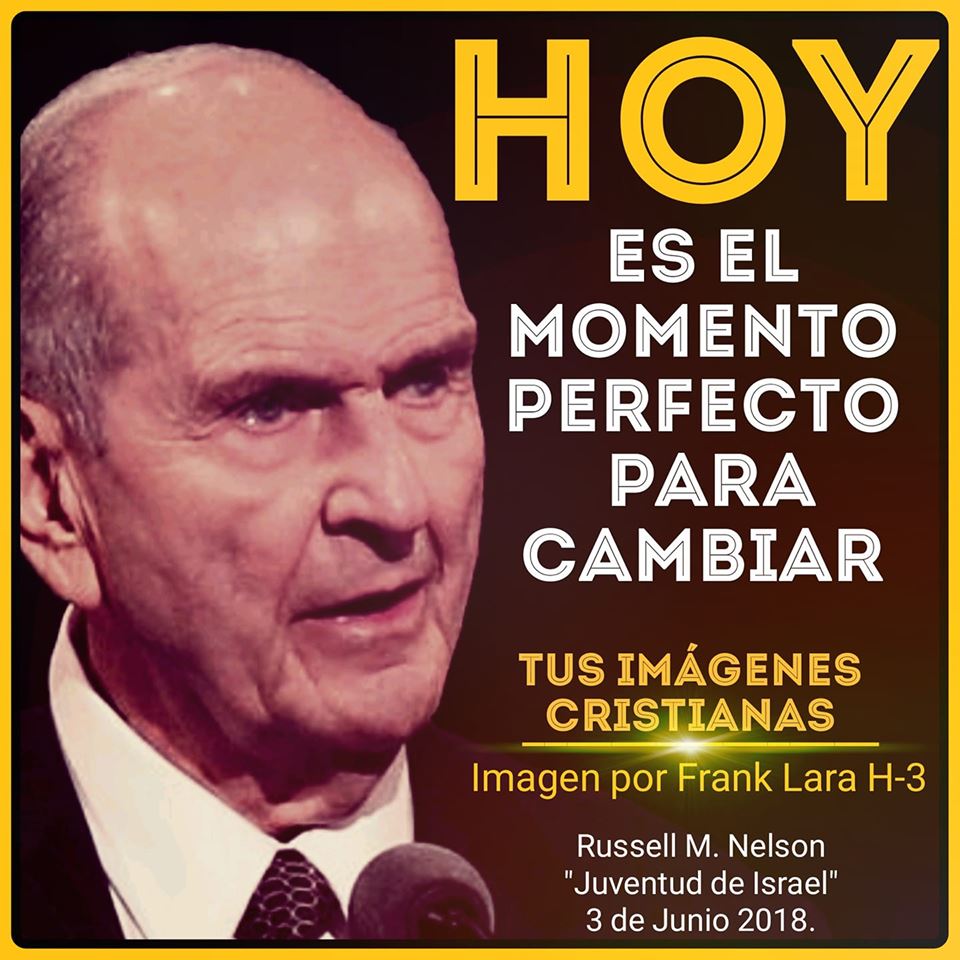 HOY
ES EL
MOMENTO
PERFECTO
PARA
CAMBIAR
TUS IMÁGENES
CRISTIANAS
Imagen por Frank Lara H-3
Russell M. Nelson
"Juventud de Israel"
3 de Junio 2018.